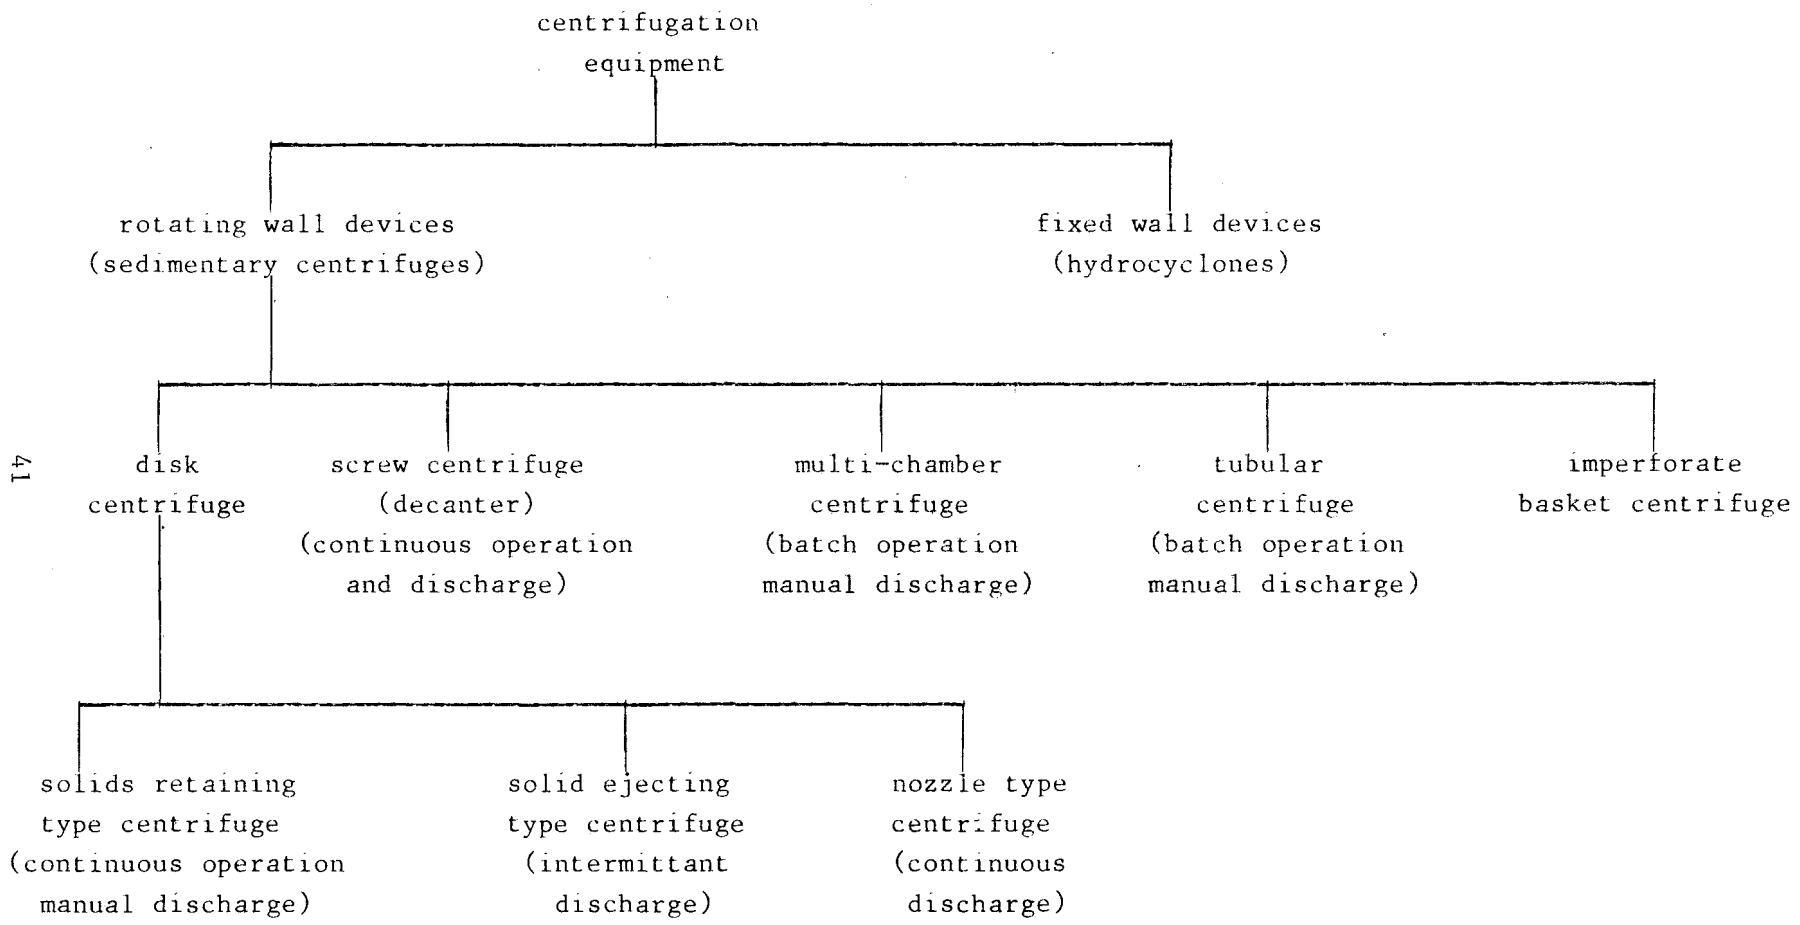 centrifugation
equipment
rotating wall devices
(sedimentary centrifuges)
fixed wall devices
(hydrocyclones)
disk
centrifuge
screw centrifuge
(decanter)
(continuous operation
and discharge)
multi-chamber
centrifuge
(batch operation
manual discharge)
tubular
centrifuge
(batch operation
manual discharge)
imperforate
basket centrifuge
solids retaining
type centrifuge
(continuous operation
manual discharge)
solid ejecting
type centrifuge
(intermittant
discharge)
nozzle type
centrifuge
(continuous
discharge)
41